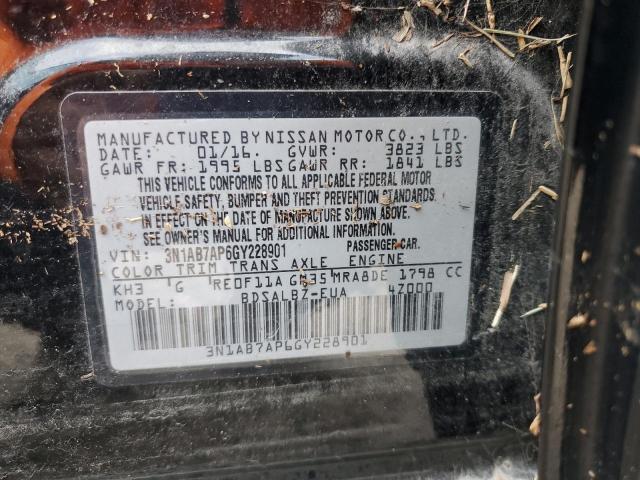 MANUFACTURED BY NISSAN MOTOR CO., LTD.
DATE: 01/16. GVWR: 3823 LBS
GAWR FR: 1995 LBS GAWR RR: 1841 LBS
THIS VEHICLE CONFORMS TO ALL APPLICABLE FEDERAL MOTOR
VEHICLE SAFETY, BUMPER AND THEFT PREVENTION STANDARDS
IN EFFECT ON THE DATE OF MANUFACTURE SHOWN ABOVE.
SEE OWNER'S MANUAL FOR ADDITIONAL INFORMATION.
VIN: 3N1AB7AP6GY228901 PASSENGER CAR.
COLOR TRIM TRANS AXLE ENGINE
KH3 G RE0F11A GM35 MRA8DE 1798 CC
MODEL: BDSALBZ-EUA 4Z000
3N1AB7AP6GY228901